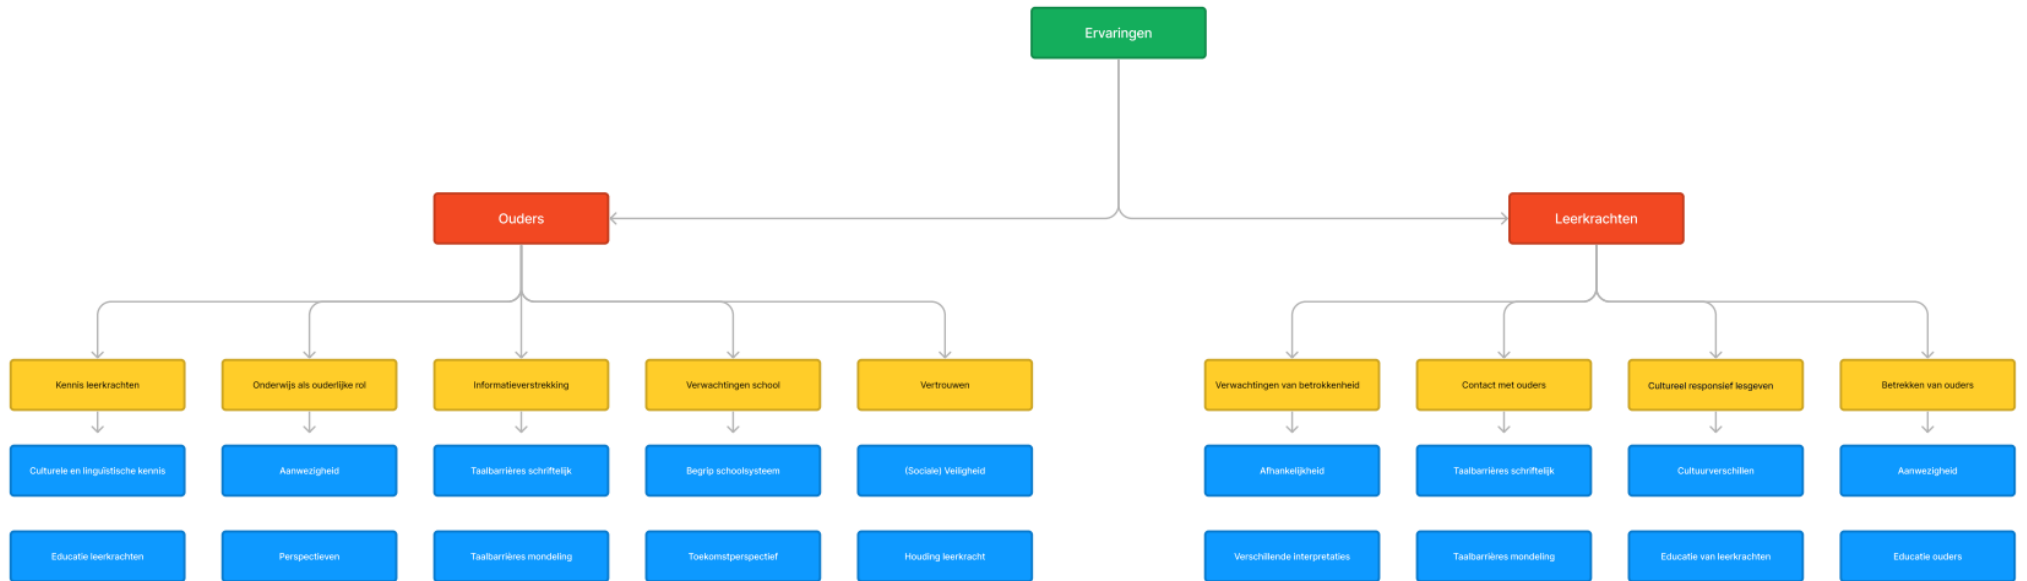 Ervaringen
Ouders
Leerkrachten
Kennis leerkrachten
Onderwijs als ouderlijke rol
Informatieverstrekking
Verwachtingen school
Vertrouwen
Verwachtingen van betrokkenheid
Contact met ouders
Cultureel responsief lesgeven
Betrekken van ouders
Culturele en linguïstische kennis
Aanwezigheid
Taalbarrières schriftelijk
Begrip schoolsysteem
(Sociale) Veiligheid
Afhankelijkheid
Taalbarrières schriftelijk
Cultuurverschillen
Aanwezigheid
Educatie leerkrachten
Perspectieven
Taalbarrières mondeling
Toekomstperspectief
Houding leerkracht
Verschillende interpretaties
Taalbarrières mondeling
Educatie van leerkrachten
Educatie ouders